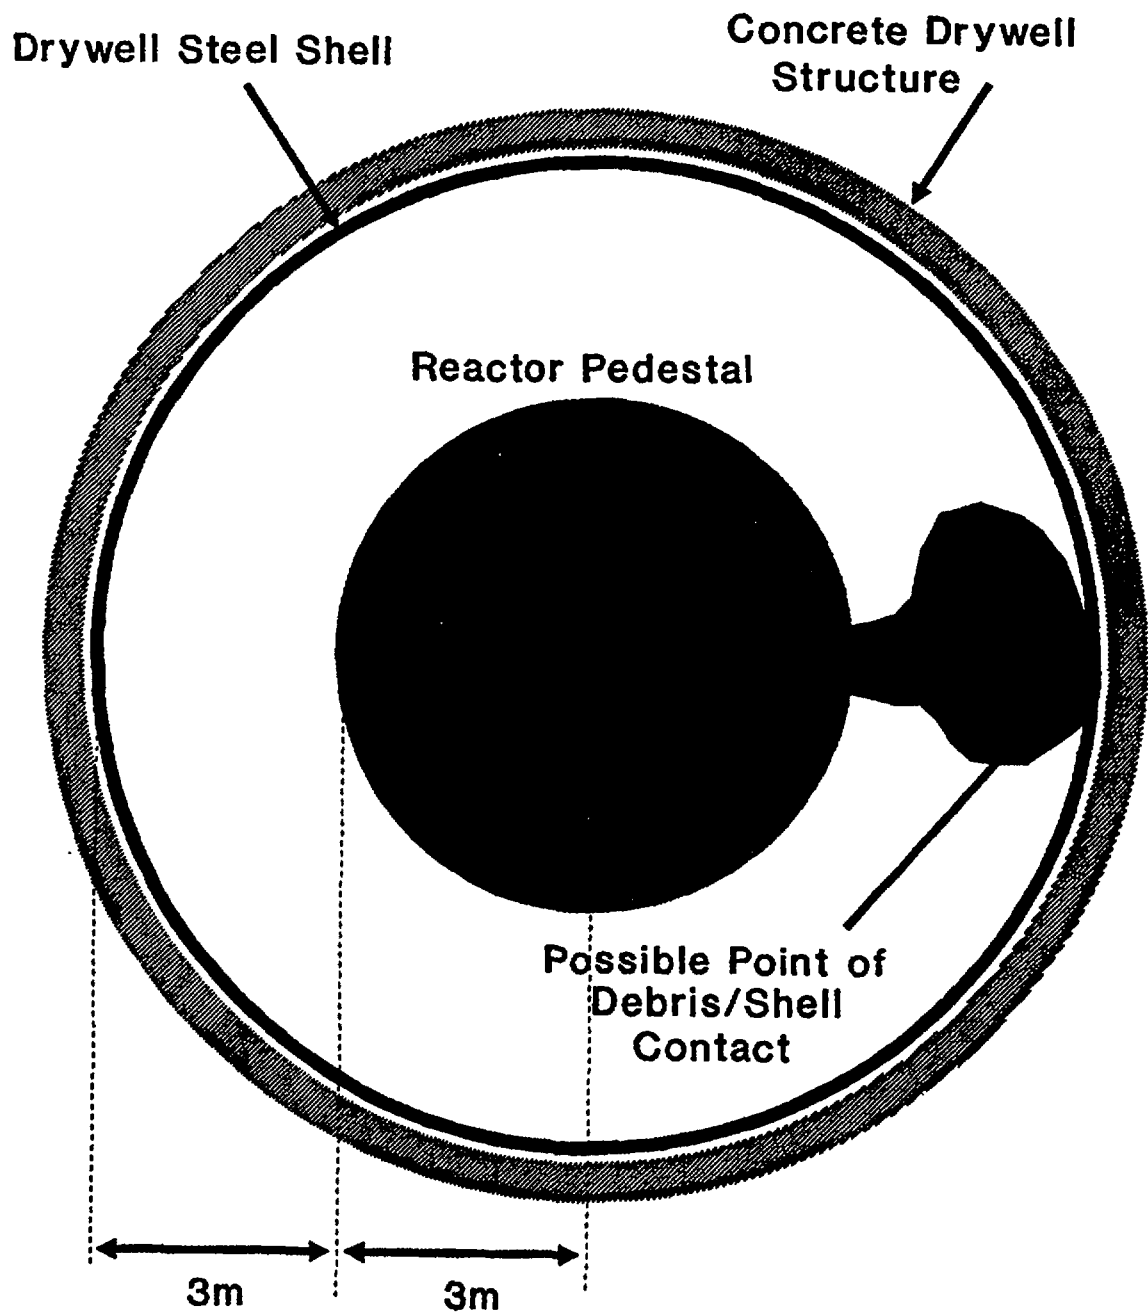 Drywell Steel Shell
Concrete Drywell
Structure
Reactor Pedestal
Possible Point of
Debris/Shell
Contact
3m
3m